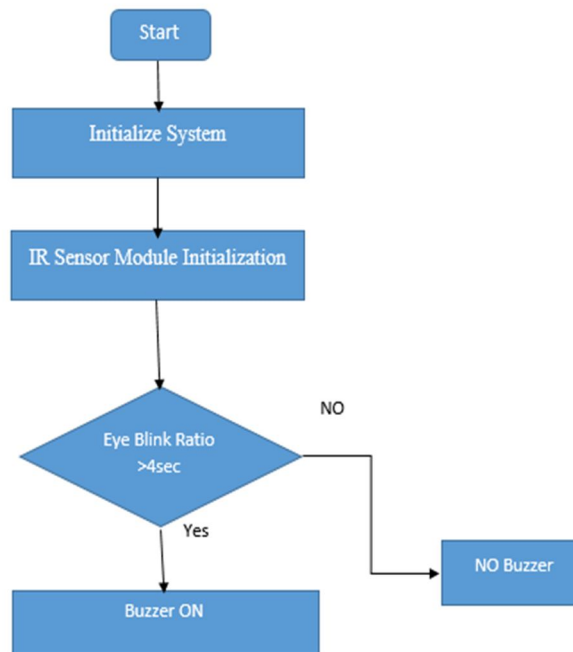 Start
Initialize System
IR Sensor Module Initialization
NO
Eye Blink Ratio
>4sec
Yes
NO Buzzer
Buzzer ON